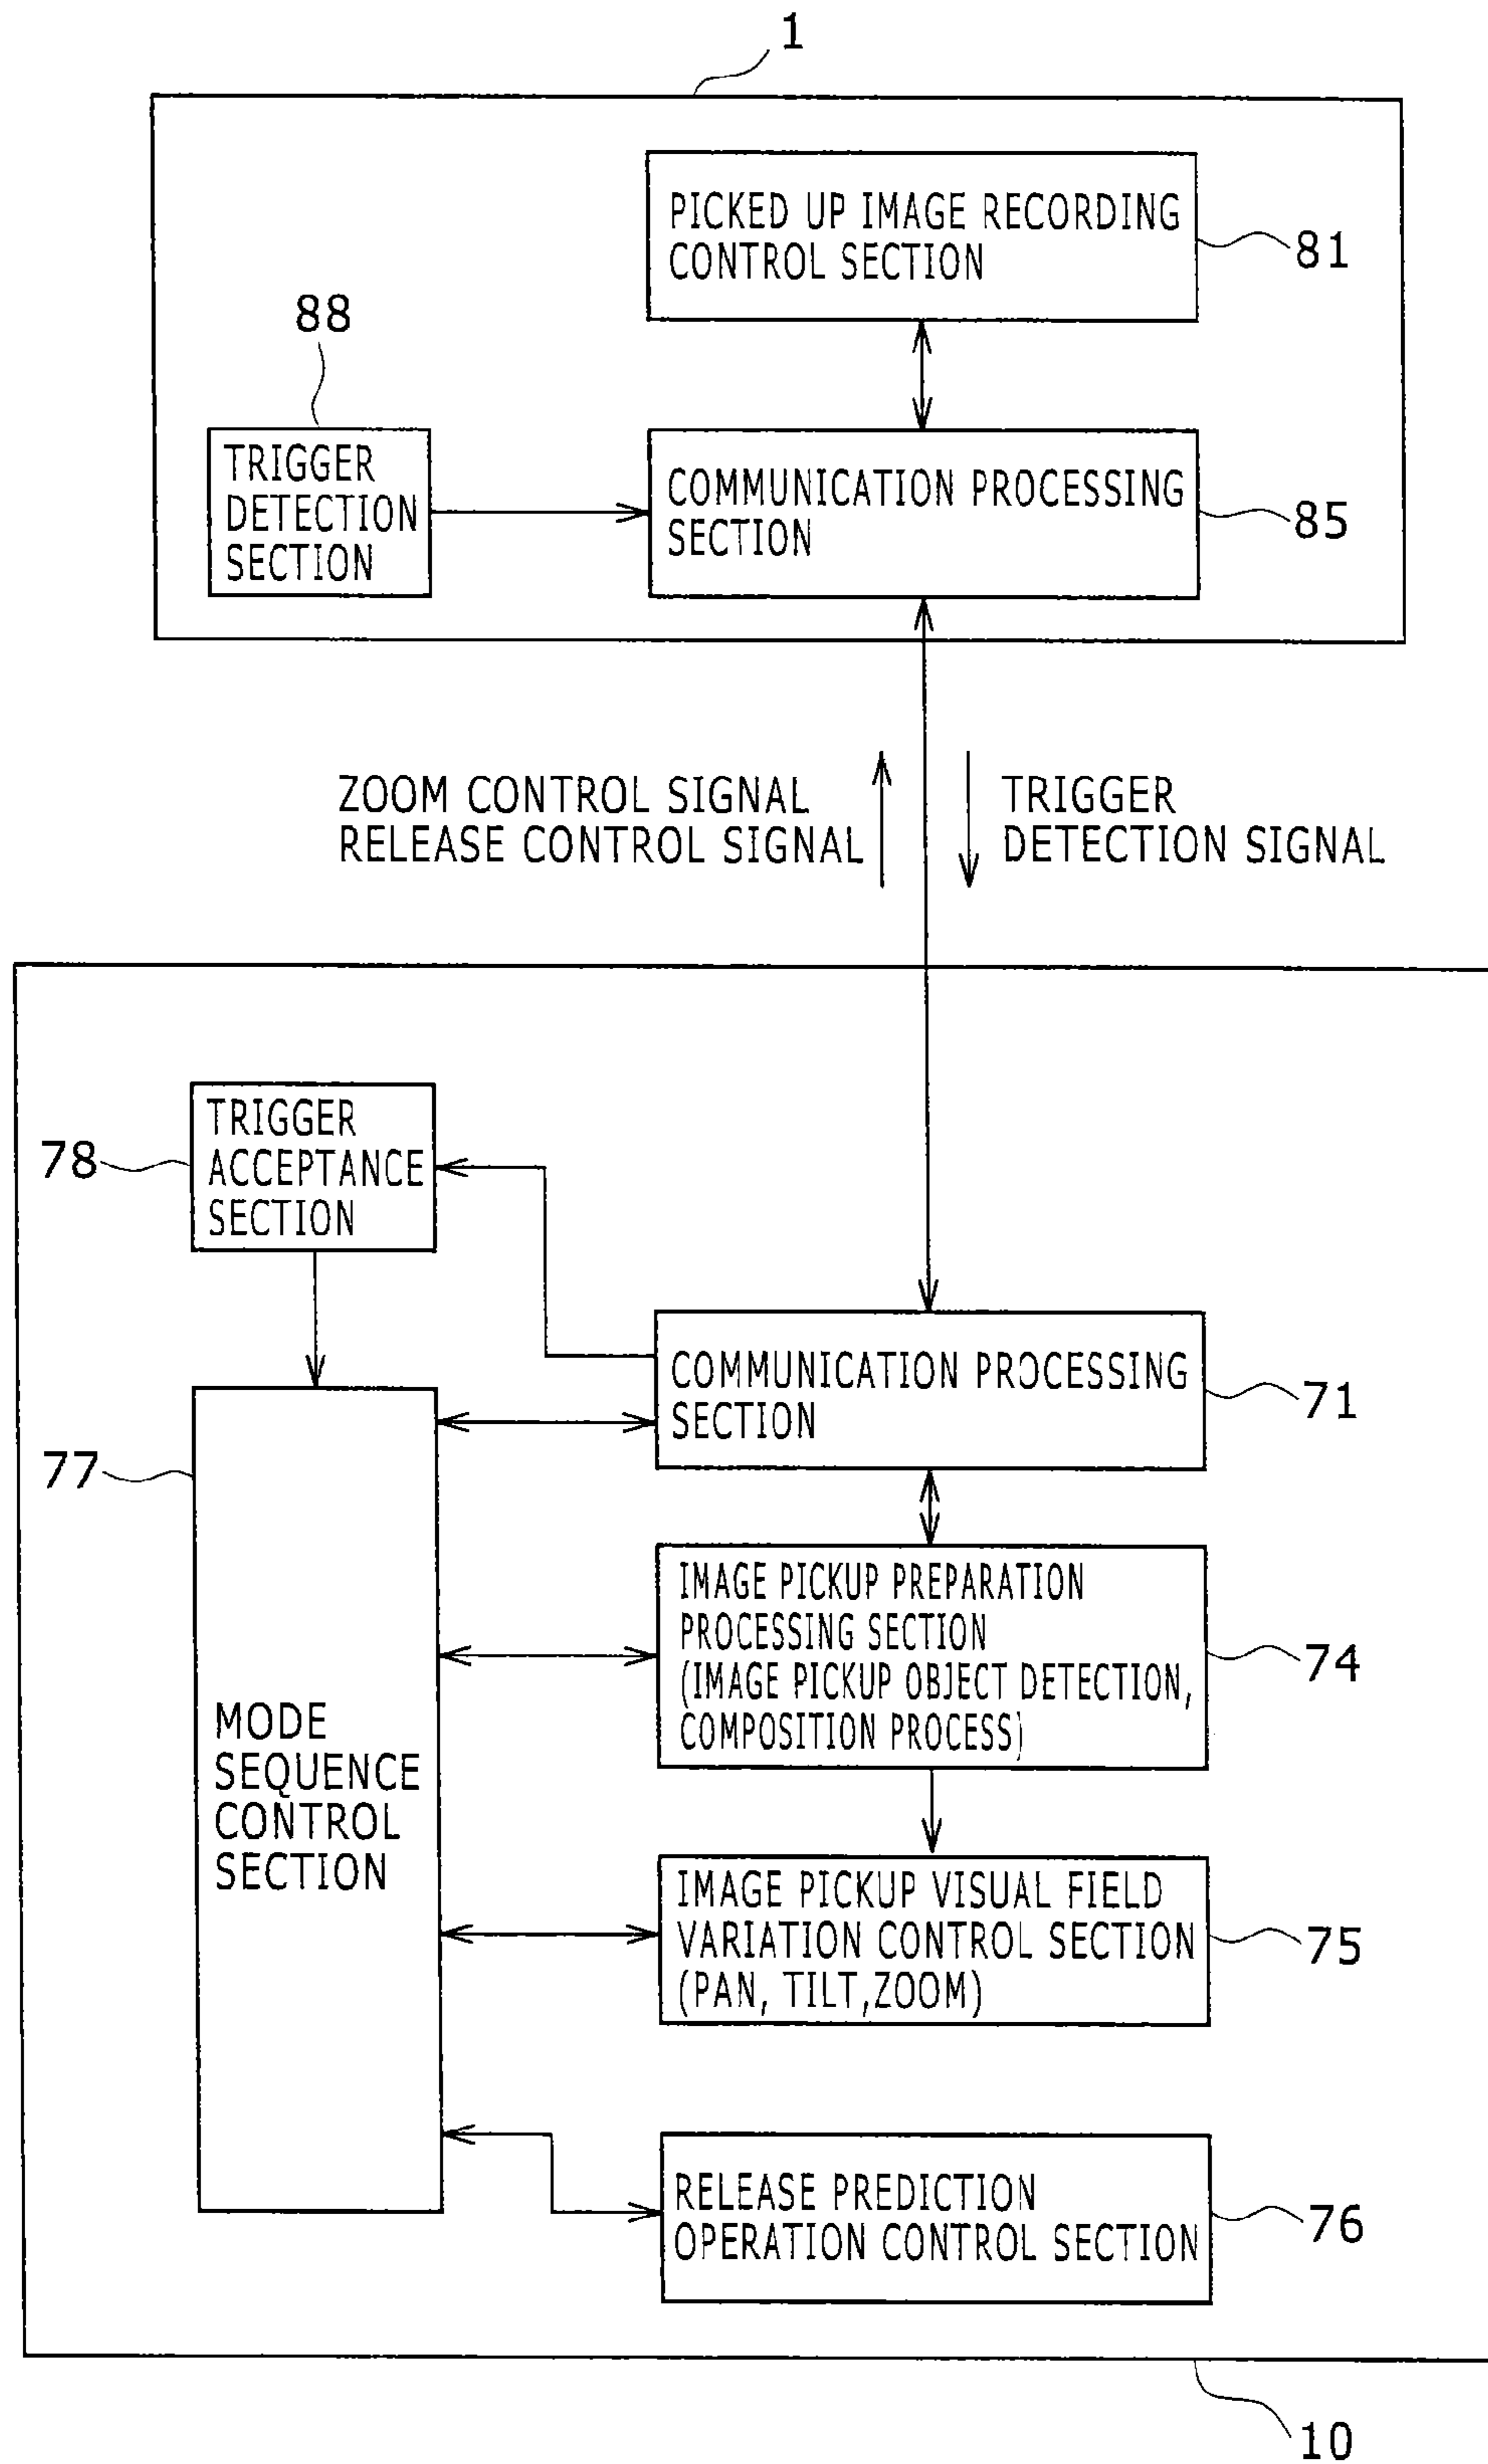 1
PICKED UP IMAGE RECORDING
CONTROL SECTION
81
88
TRIGGER
DETECTION
SECTION
COMMUNICATION PROCESSING
SECTION
85
ZOOM CONTROL SIGNAL
RELEASE CONTROL SIGNAL
TRIGGER
DETECTION SIGNAL
TRIGGER
ACCEPTANCE
SECTION
78
COMMUNICATION PROCESSING
SECTION
71
77
MODE
SEQUENCE
CONTROL
SECTION
IMAGE PICKUP PREPARATION
PROCESSING SECTION
(IMAGE PICKUP OBJECT DETECTION,
COMPOSITION PROCESS)
74
IMAGE PICKUP VISUAL FIELD
VARIATION CONTROL SECTION
(PAN, TILT,ZOOM)
75
RELEASE PREDICTION
OPERATION CONTROL SECTION
76
10